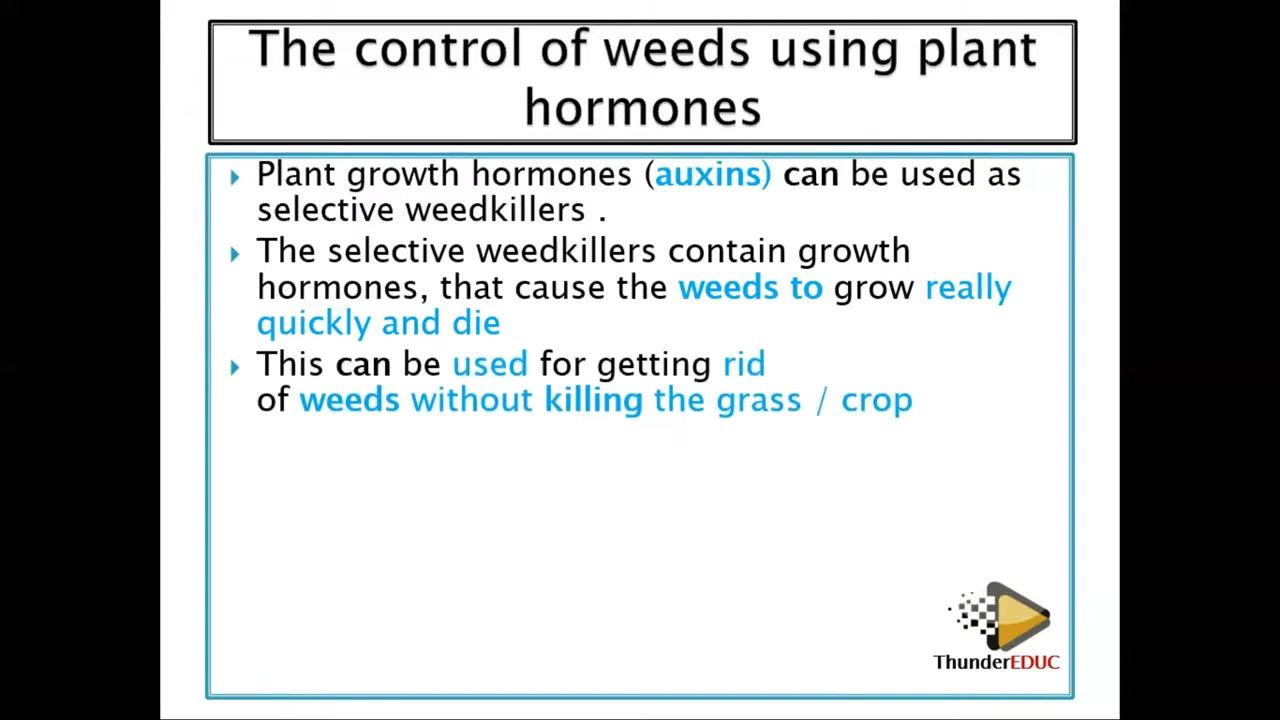 The control of weeds using plant
hormones
Plant growth hormones (auxins) can be used as
selective weedkillers .
The selective weedkillers contain growth
hormones, that cause the weeds to grow really
quickly and die
This can be used for getting rid
of weeds without killing the grass / crop
ThunderEDUC